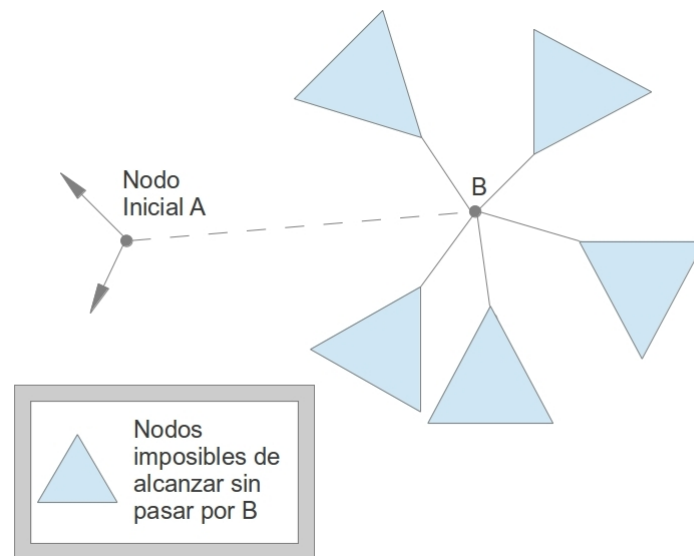 Nodo
Inicial A
B
Nodos
imposibles de
alcanzar sin
pasar por B